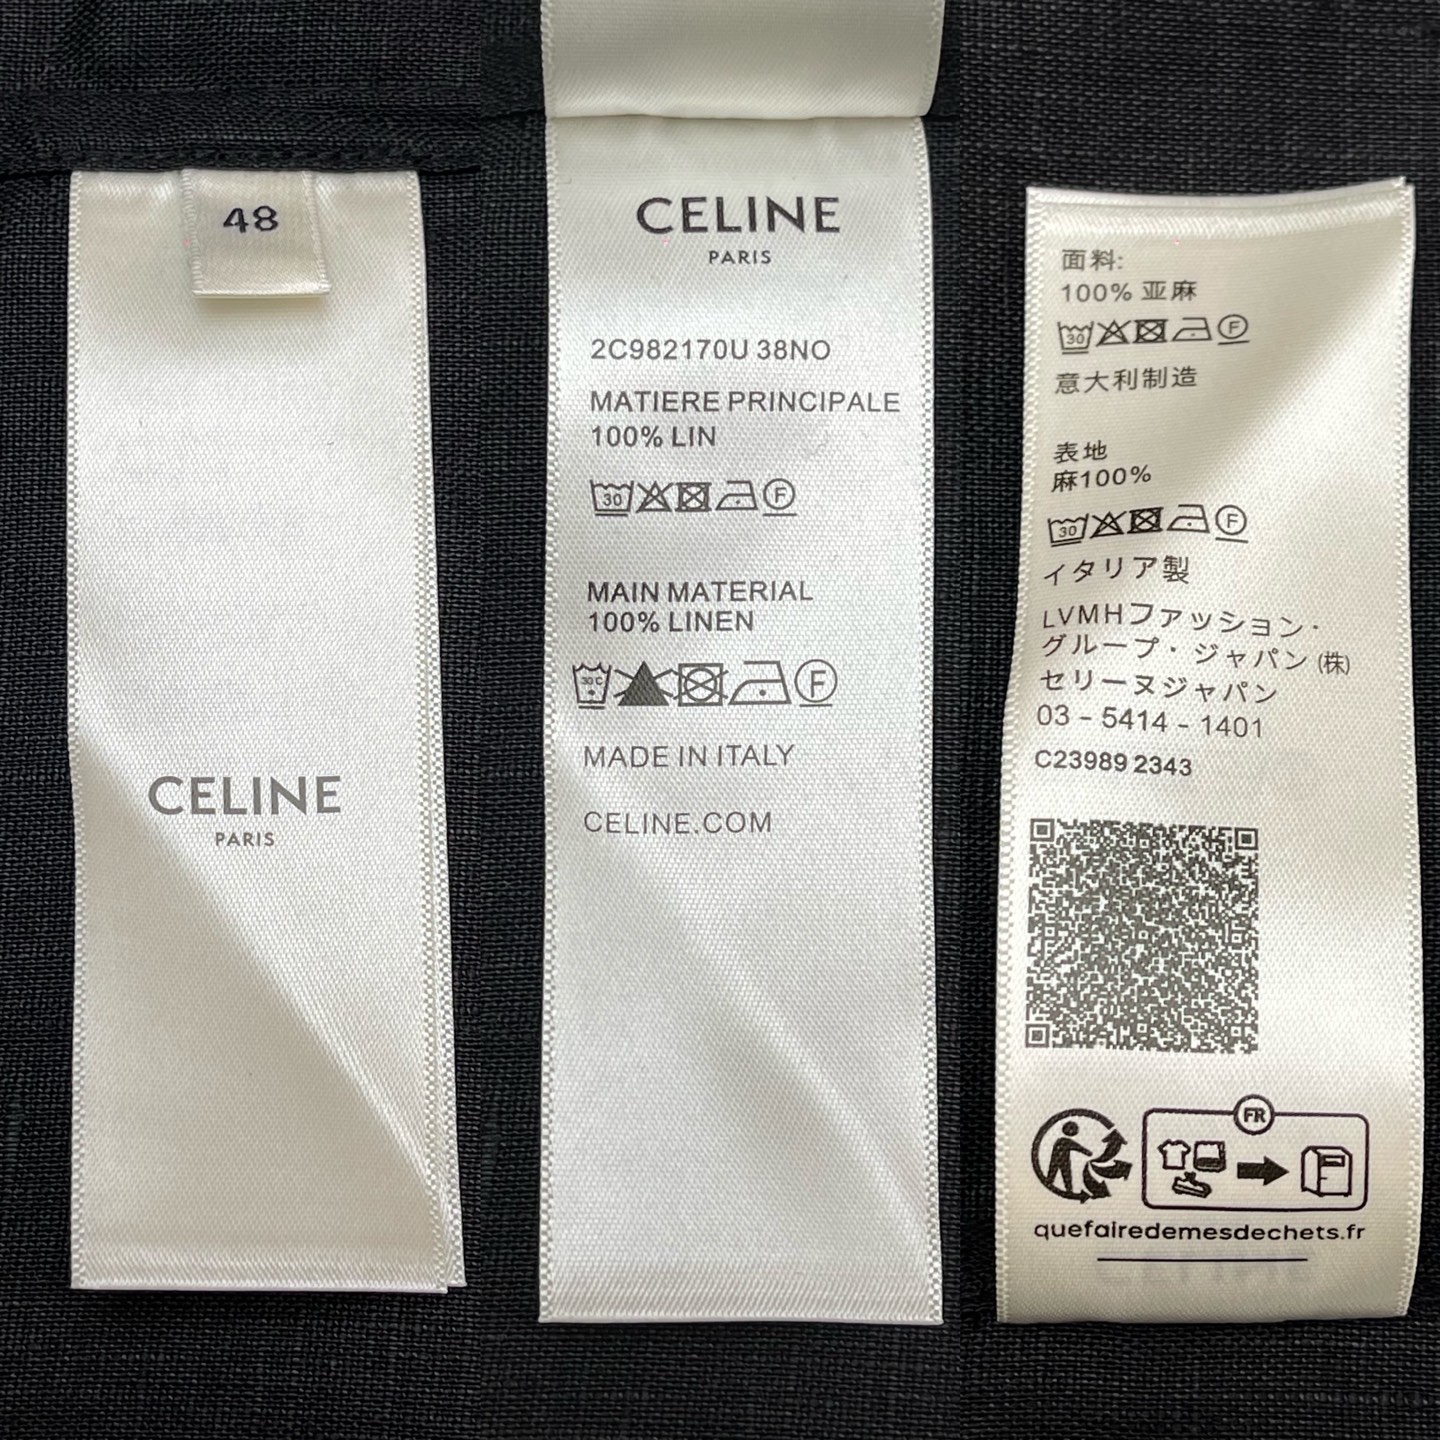 48
CELINE
PARIS
CELINE
PARIS
2C982170U 38NO
MATIERE PRINCIPALE
100% LIN
30
F
MAIN MATERIAL
100% LINEN
30 C
F
MADE IN ITALY
CELINE.COM
面料:
100% 亚麻
30
F
意大利制造
表地
麻100%
30
F
イタリア製
LVMHファッション・
グループ・ジャパン (株)
セリーヌジャパン
03 - 5414 - 1401
C23989 2343
FR
quefairedemesdechets.fr